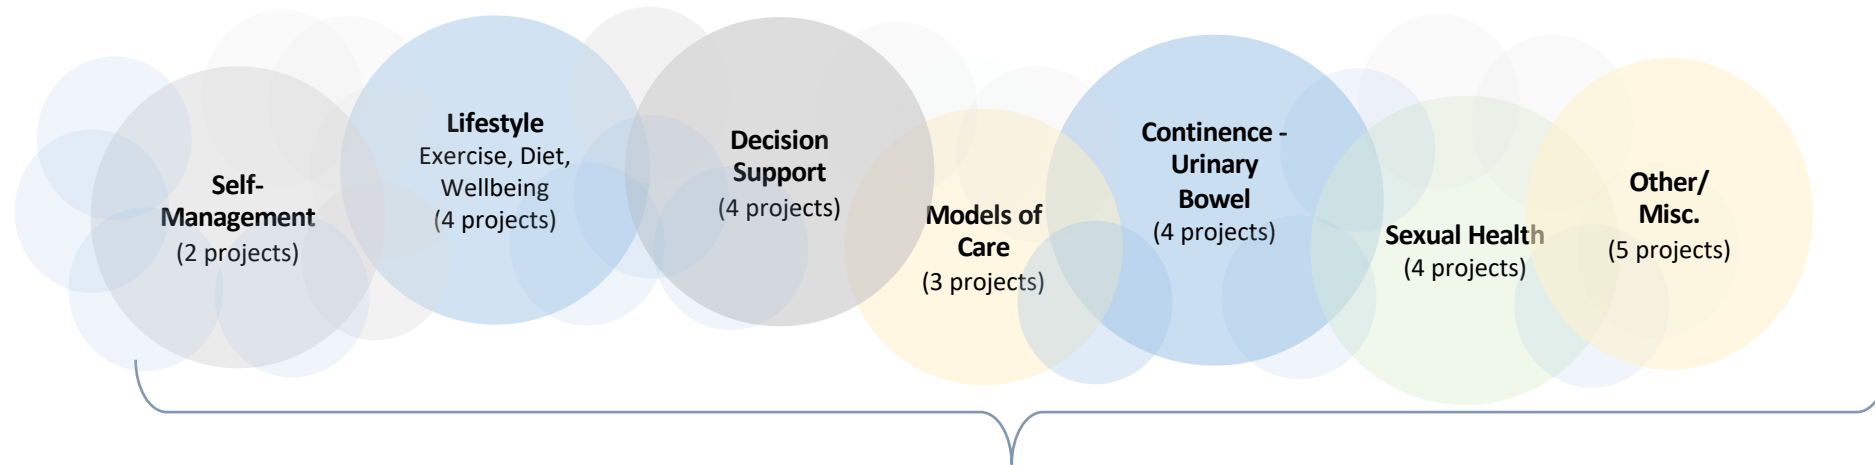 Self-
Management
(2 projects)
Lifestyle
Exercise, Diet,
Wellbeing
(4 projects)
Decision
Support
(4 projects)
Models of
Care
(3 projects)
Continence -
Urinary
Bowel
(4 projects)
Sexual Health
(4 projects)
Other/
Misc.
(5 projects)